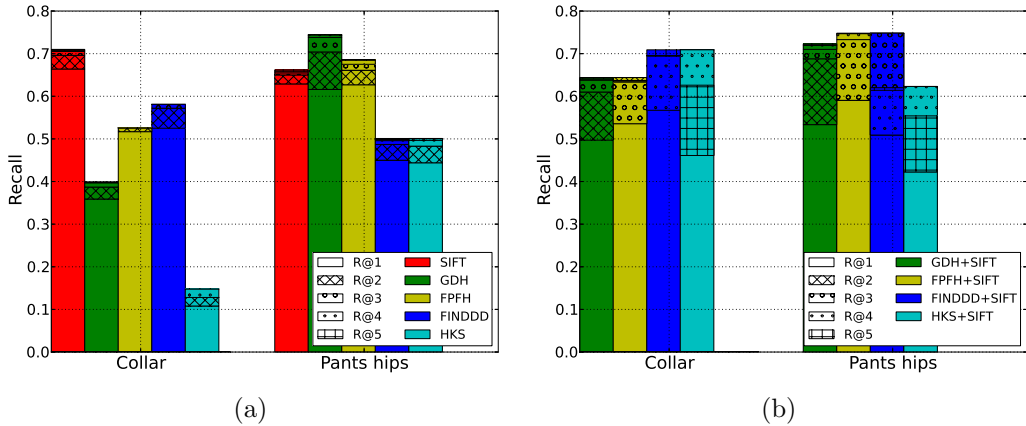 0.8
0.7
0.6
0.5
0.4
0.3
0.2
0.1
0.0
Recall
Collar
Pants hips
R@1
R@2
R@3
R@4
R@5
SIFT
GDH
FPFH
FINDDD
HKS
(a)
0.8
0.7
0.6
0.5
0.4
0.3
0.2
0.1
0.0
Recall
Collar
Pants hips
R@1
R@2
R@3
R@4
R@5
GDH+SIFT
FPFH+SIFT
FINDDD+SIFT
HKS+SIFT
(b)